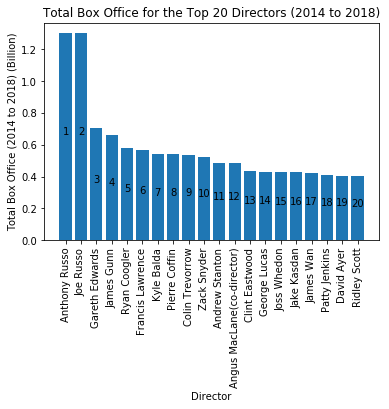 Total Box Office for the Top 20 Directors (2014 to 2018)
Total Box Office (2014 to 2018) (Billion)
1.2
1.0
0.8
0.6
0.4
0.2
0.0
1 2 3 4 5 6 7 8 9 10 11 12 13 14 15 16 17 18 19 20
Anthony Russo
Joe Russo
Gareth Edwards
James Gunn
Ryan Coogler
Francis Lawrence
Kyle Balda
Pierre Coffin
Colin Trevorrow
Zack Snyder
Andrew Stanton
Angus MacLane(co-director)
Clint Eastwood
George Lucas
Joss Whedon
Jake Kasdan
James Wan
Patty Jenkins
David Ayer
Ridley Scott
Director